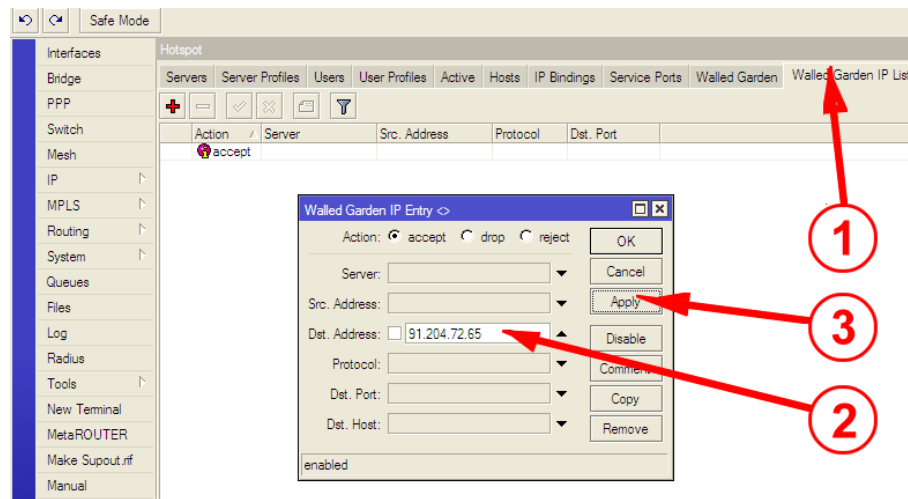 Safe Mode
Interfaces
Bridge
PPP
Switch
Mesh
IP
MPLS
Routing
System
Queues
Files
Log
Radius
Tools
New Terminal
MetaROUTER
Make Supout.rif
Manual
Hotspot
Servers Server Profiles Users User Profiles Active Hosts IP Bindings Service Ports Walled Garden Walled Garden IP List
Action Server Src. Address Protocol Dst. Port
accept
Walled Garden IP Entry <>
Action: accept drop reject
Server:
Src. Address:
Dst. Address: 91.204.72.65
Protocol:
Dst. Port:
Dst. Host:
enabled
OK
Cancel
Apply
Disable
Comment
Copy
Remove
1
3
2